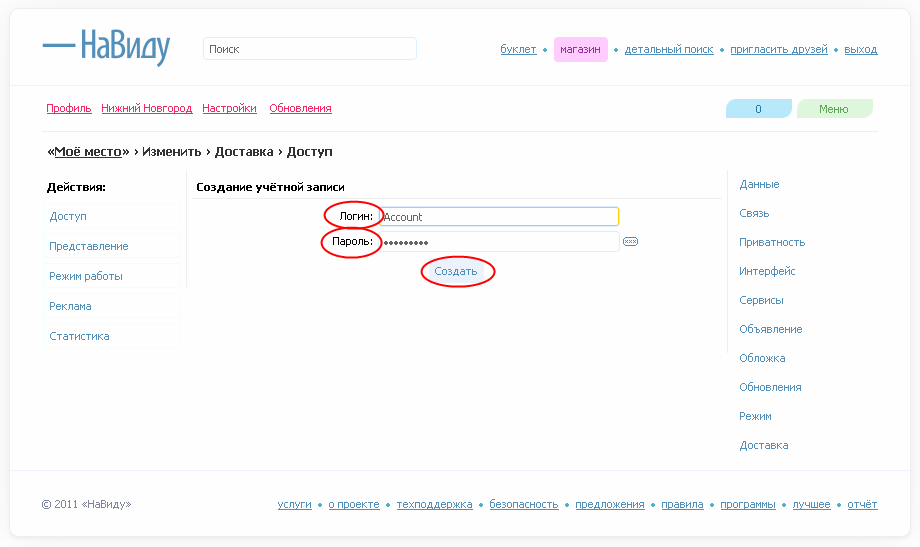 НаВиду
Поиск
буклет • магазин • детальный поиск • пригласить друзей • выход
Профиль Нижний Новгород Настройки Обновления
0 Меню
«Моё место» › Изменить › Доставка › Доступ
Действия:
Доступ
Представление
Режим работы
Реклама
Статистика
Создание учётной записи
Логин: Account
Пароль: •••••••••
Создать
Данные
Связь
Приватность
Интерфейс
Сервисы
Объявление
Обложка
Обновления
Режим
Доставка
© 2011 «НаВиду»
услуги • о проекте • техподдержка • безопасность • предложения • правила • программы • лучшее • отчёт